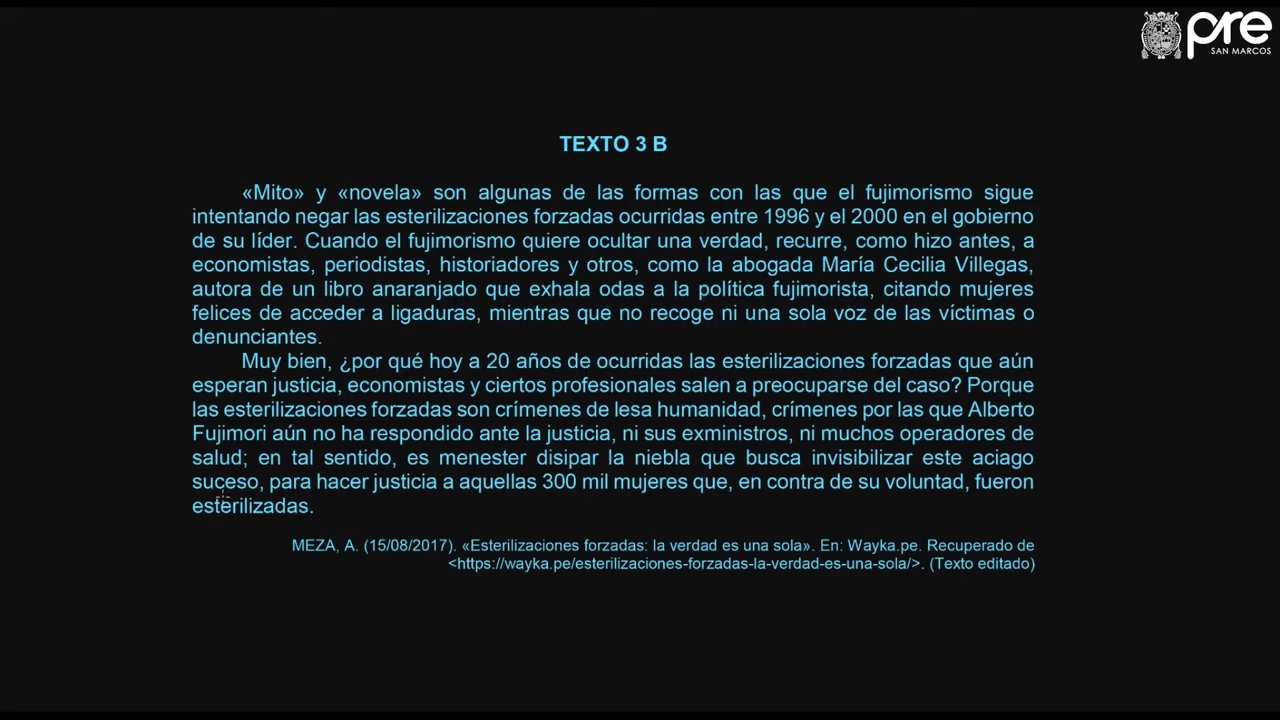 pre
SAN MARCOS
TEXTO 3 B
«Mito» y «novela» son algunas de las formas con las que el fujimorismo sigue
intentando negar las esterilizaciones forzadas ocurridas entre 1996 y el 2000 en el gobierno
de su líder. Cuando el fujimorismo quiere ocultar una verdad, recurre, como hizo antes, a
economistas, periodistas, historiadores y otros, como la abogada María Cecilia Villegas,
autora de un libro anaranjado que exhala odas a la política fujimorista, citando mujeres
felices de acceder a ligaduras, mientras que no recoge ni una sola voz de las víctimas o
denunciantes.
Muy bien, ¿por qué hoy a 20 años de ocurridas las esterilizaciones forzadas que aún
esperan justicia, economistas y ciertos profesionales salen a preocuparse del caso? Porque
las esterilizaciones forzadas son crímenes de lesa humanidad, crímenes por las que Alberto
Fujimori aún no ha respondido ante la justicia, ni sus exministros, ni muchos operadores de
salud; en tal sentido, es menester disipar la niebla que busca invisibilizar este aciago
suceso, para hacer justicia a aquellas 300 mil mujeres que, en contra de su voluntad, fueron
esterilizadas.
MEZA, A. (15/08/2017). «Esterilizaciones forzadas: la verdad es una sola». En: Wayka.pe. Recuperado de
<https://wayka.pe/esterilizaciones-forzadas-la-verdad-es-una-sola/>. (Texto editado)